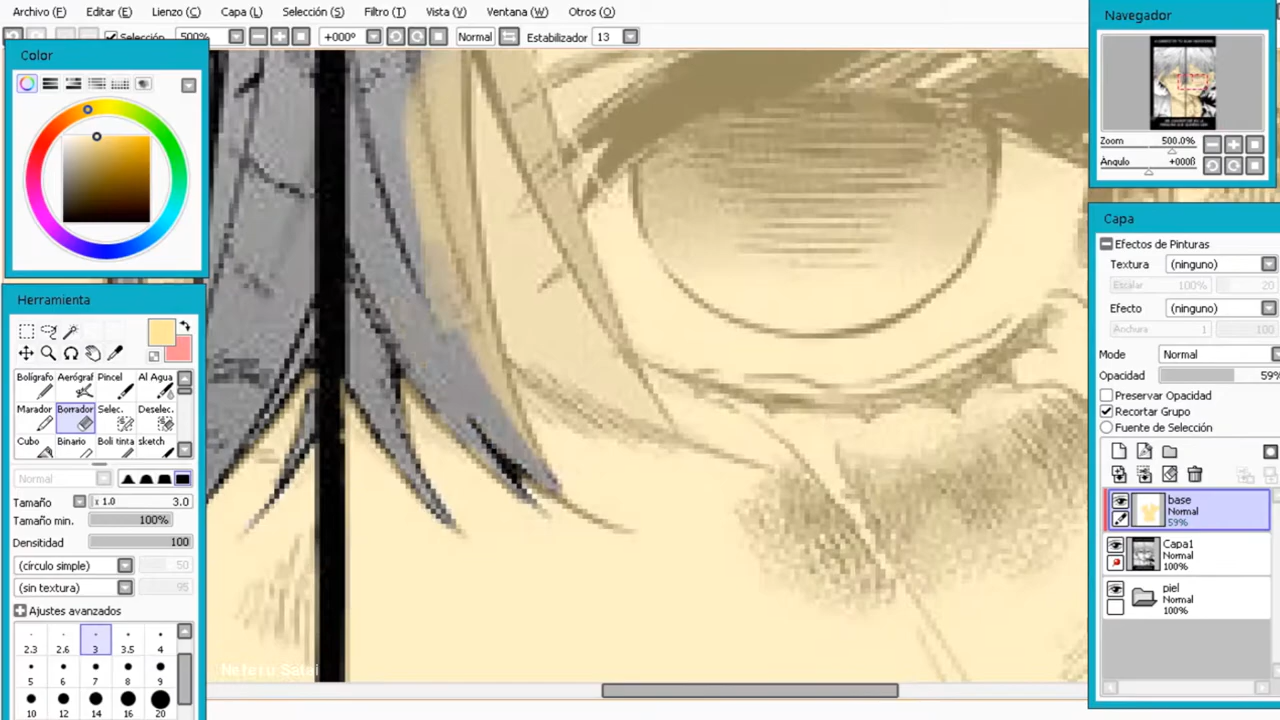 Archivo (F) Editar (E) Lienzo (C) Capa (L) Selección (S) Filtro (T) Vista (V) Ventana (W) Otros (O)
Selección 500% +000º Normal Estabilizador 13
Color
Herramienta
Bolígrafo Aerógraf Pincel Al Agua
Marador Borrador Selec. Deselec.
Cubo Binario Boli tinta sketch
Normal
Tamaño x 1.0 3.0
Tamaño min. 100%
Densitidad 100
(círculo simple) 50
(sin textura) 95
Ajustes avanzados
2.3 2.6 3 3.5 4
5 6 7 8 9
10 12 14 16 20
Neferu Satei
Navegador
Zoom 500.0%
Ángulo +000ß
Capa
Efectos de Pinturas
Textura (ninguno)
Escalar 100% 20
Efecto (ninguno)
Anchura 1 100
Mode Normal
Opacidad 59%
Preservar Opacidad
Recortar Grupo
Fuente de Selección
base
Normal
59%
Capa1
Normal
100%
piel
Normal
100%